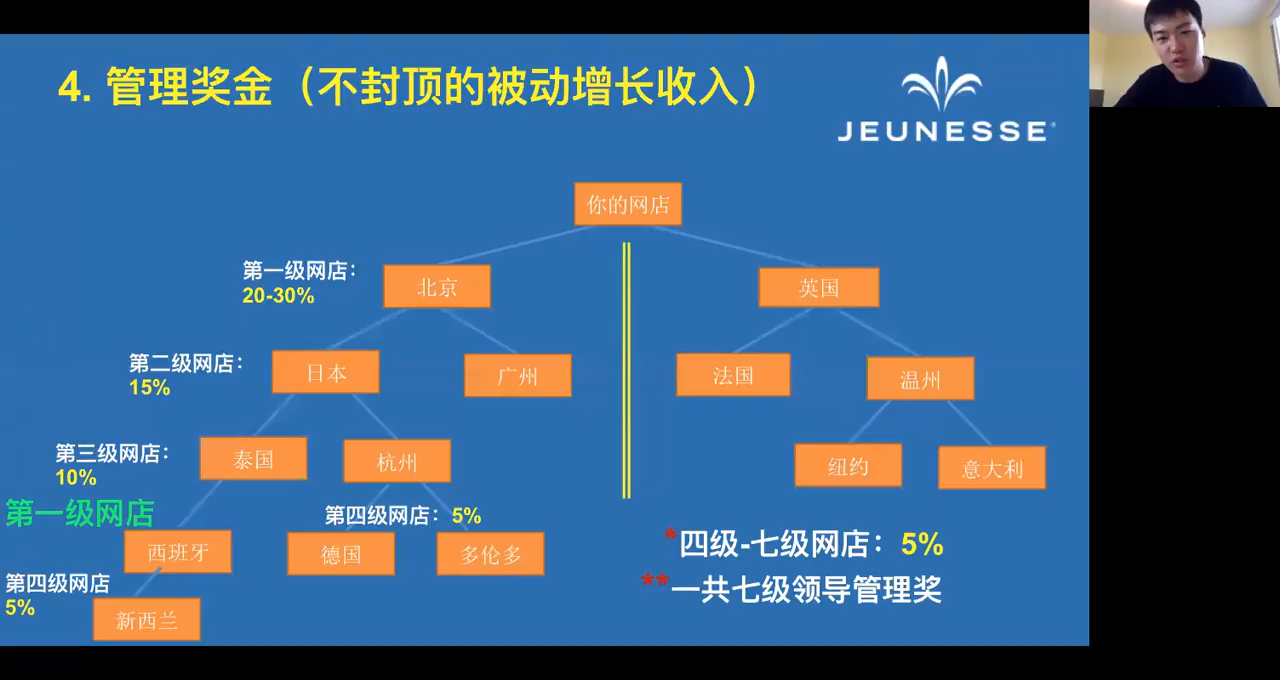 4. 管理奖金（不封顶的被动增长收入）
JEUNESSE
你的网店
第一级网店：
20-30%
北京
英国
第二级网店：
15%
日本
广州
法国
温州
第三级网店：
10%
泰国
杭州
纽约
意大利
第一级网店
第四级网店：5%
西班牙
德国
多伦多
*四级-七级网店：5%
第四级网店
5%
**一共七级领导管理奖
新西兰